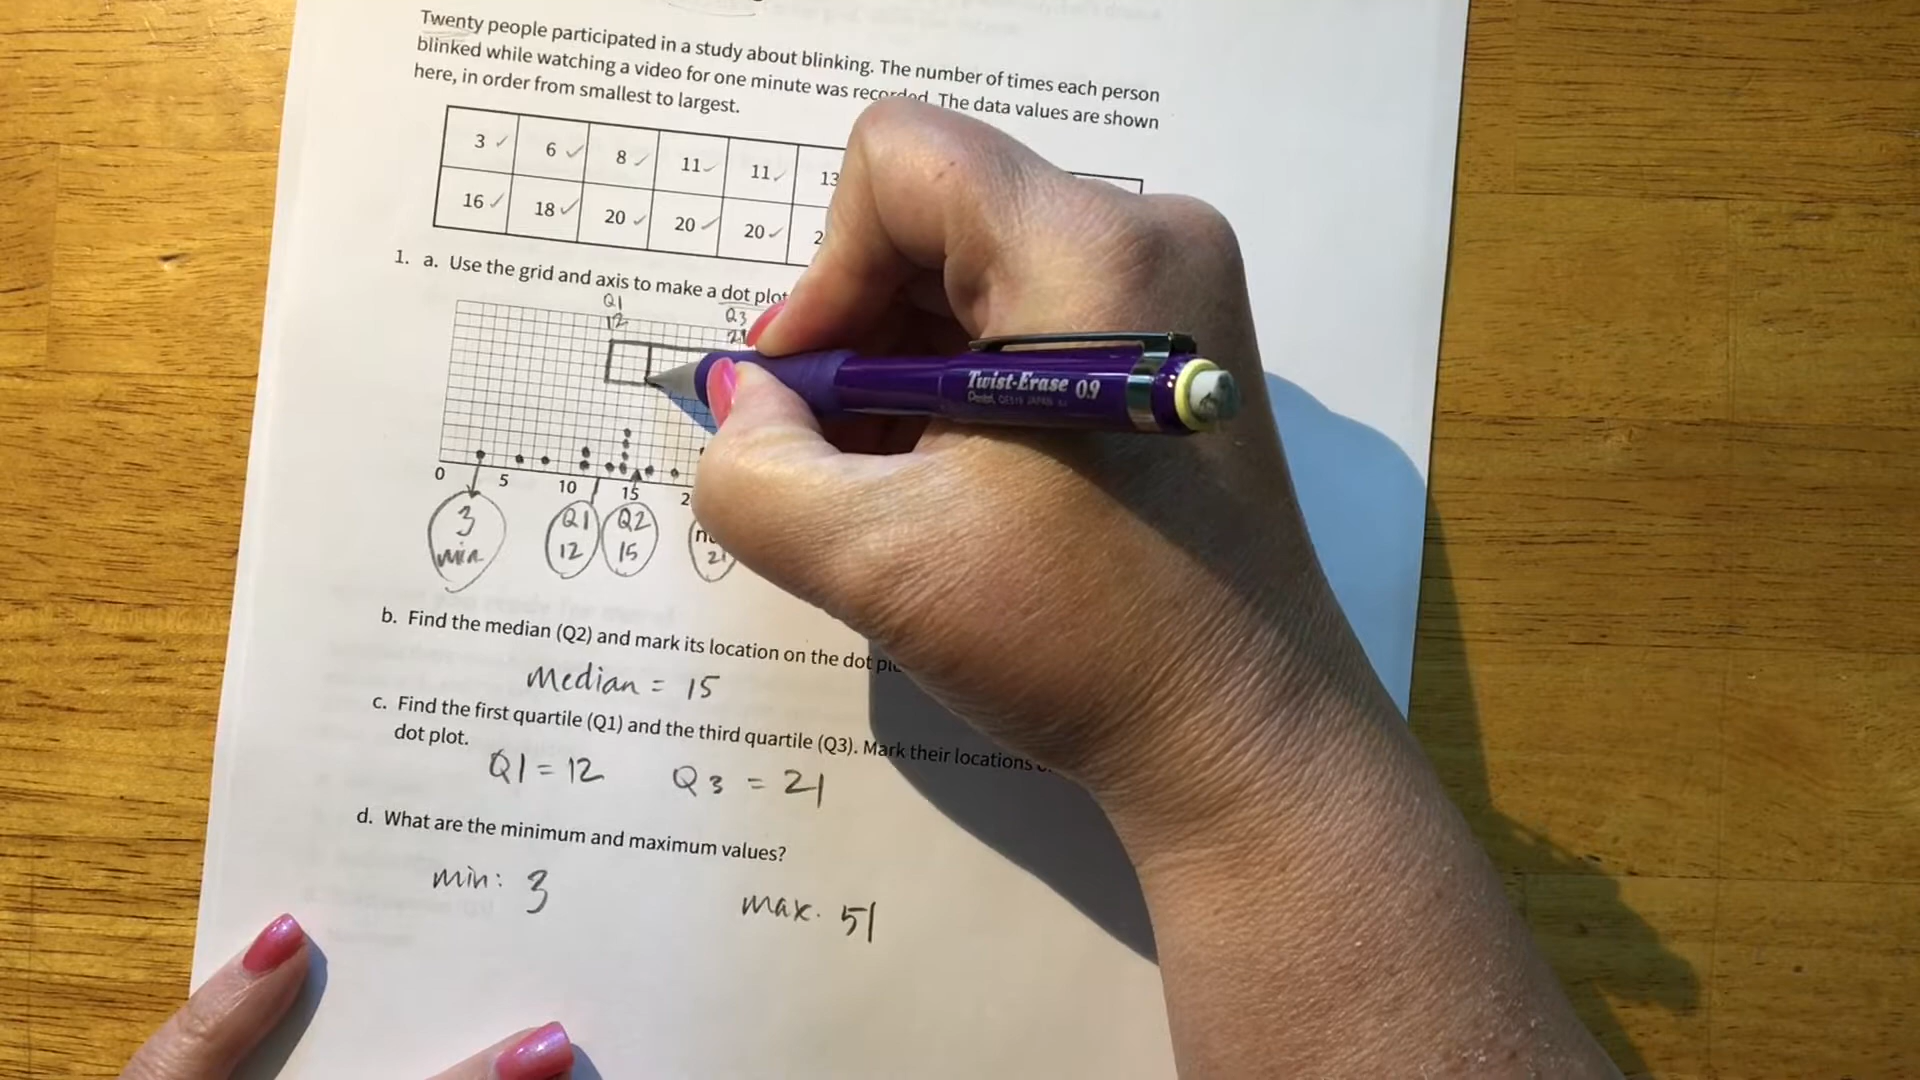 Twenty people participated in a study about blinking. The number of times each person
blinked while watching a video for one minute was recorded. The data values are shown
here, in order from smallest to largest.
3 6 8 11 11 13
16 18 20 20 20 2
1. a. Use the grid and axis to make a dot plot
Q1 Q3
12 21
0 5 10 15 2
3 Q1 Q2
min 12 15 21
b. Find the median (Q2) and mark its location on the dot
Median = 15
c. Find the first quartile (Q1) and the third quartile (Q3). Mark their locations
dot plot.
Q1 = 12 Q3 = 21
d. What are the minimum and maximum values?
min: 3 max. 51
Twist-Erase 0.9
Pentel QE519 JAPAN